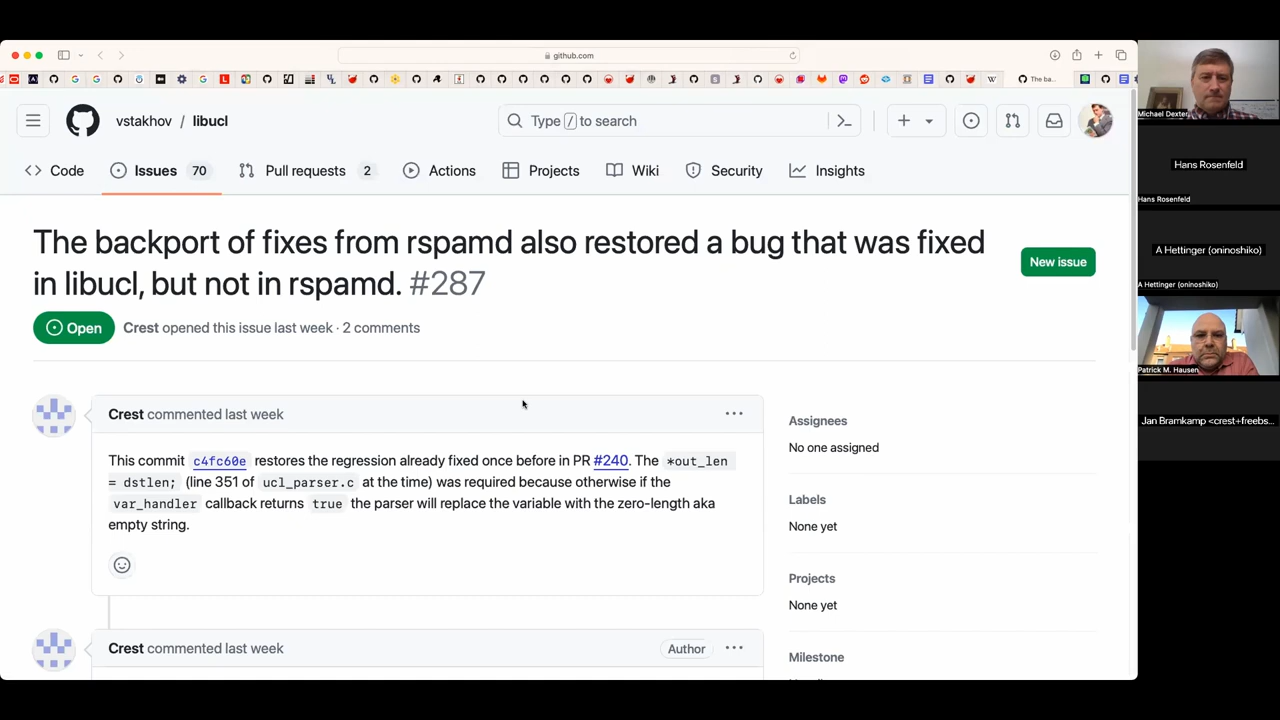 github.com
The ba...
vstakhov / libucl
Type / to search
Code
Issues 70
Pull requests 2
Actions
Projects
Wiki
Security
Insights
The backport of fixes from rspamd also restored a bug that was fixed
in libucl, but not in rspamd. #287
New issue
Open
Crest opened this issue last week · 2 comments
Crest commented last week
This commit c4fc60e restores the regression already fixed once before in PR #240. The *out_len
= dstlen; (line 351 of ucl_parser.c at the time) was required because otherwise if the
var_handler callback returns true the parser will replace the variable with the zero-length aka
empty string.
Crest commented last week
Author
Assignees
No one assigned
Labels
None yet
Projects
None yet
Milestone
Michael Dexter
Hans Rosenfeld
Hans Rosenfeld
A Hettinger (oninoshiko)
A Hettinger (oninoshiko)
Patrick M. Hausen
Jan Bramkamp <crest+freebs...